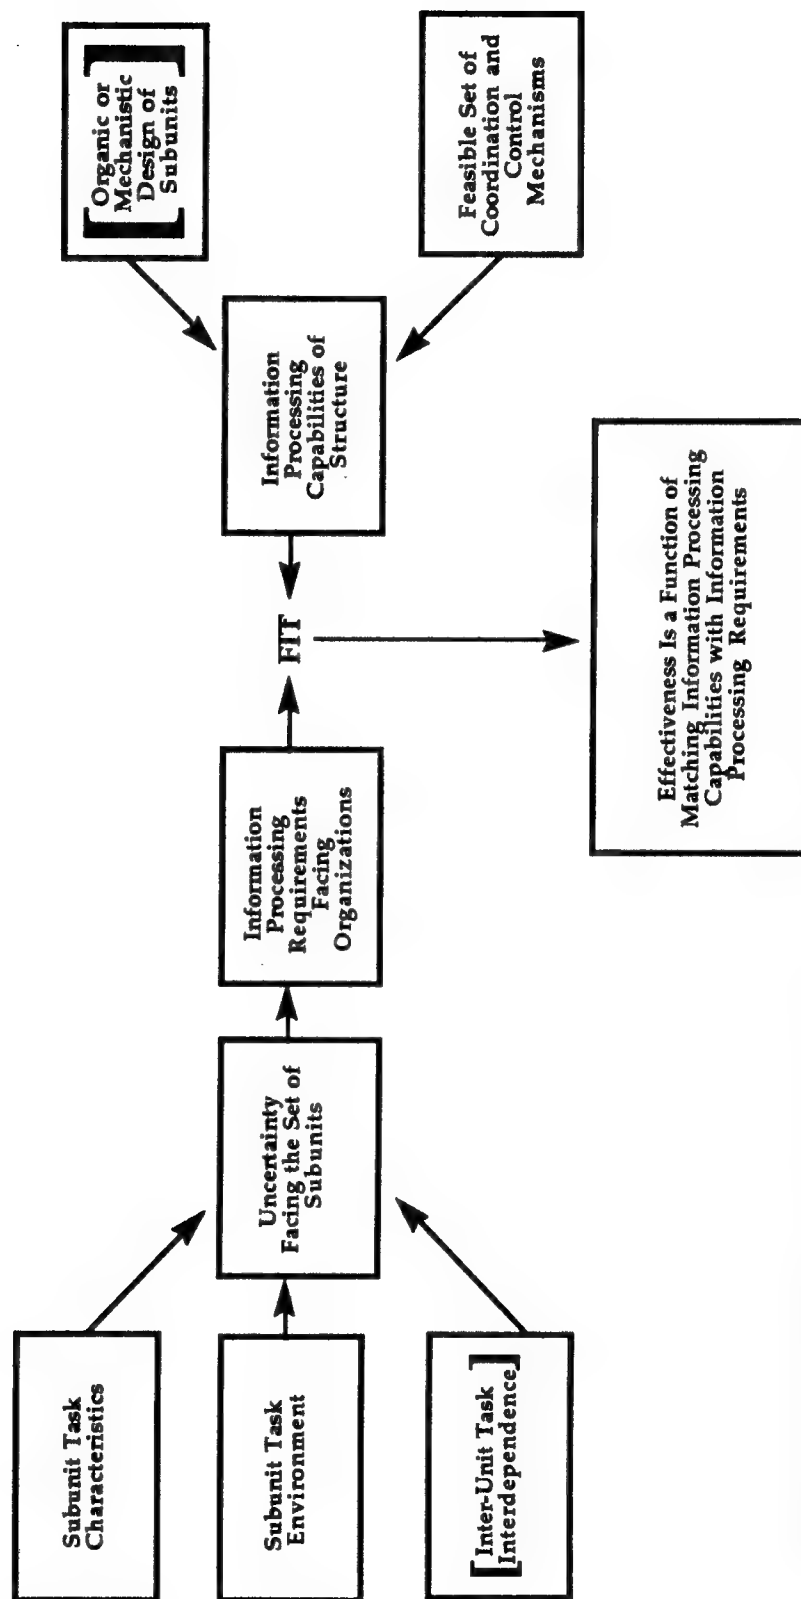 Subunit Task
Characteristics
Subunit Task
Environment
[Inter-Unit Task
Interdependence]
Uncertainty
Facing the Set of
Subunits
Information
Processing
Requirements
Facing
Organizations
FIT
Information
Processing
Capabilities of
Structure
[Organic or
Mechanistic
Design of
Subunits]
Feasible Set of
Coordination and
Control
Mechanisms
Effectiveness Is a Function of
Matching Information Processing
Capabilities with Information
Processing Requirements